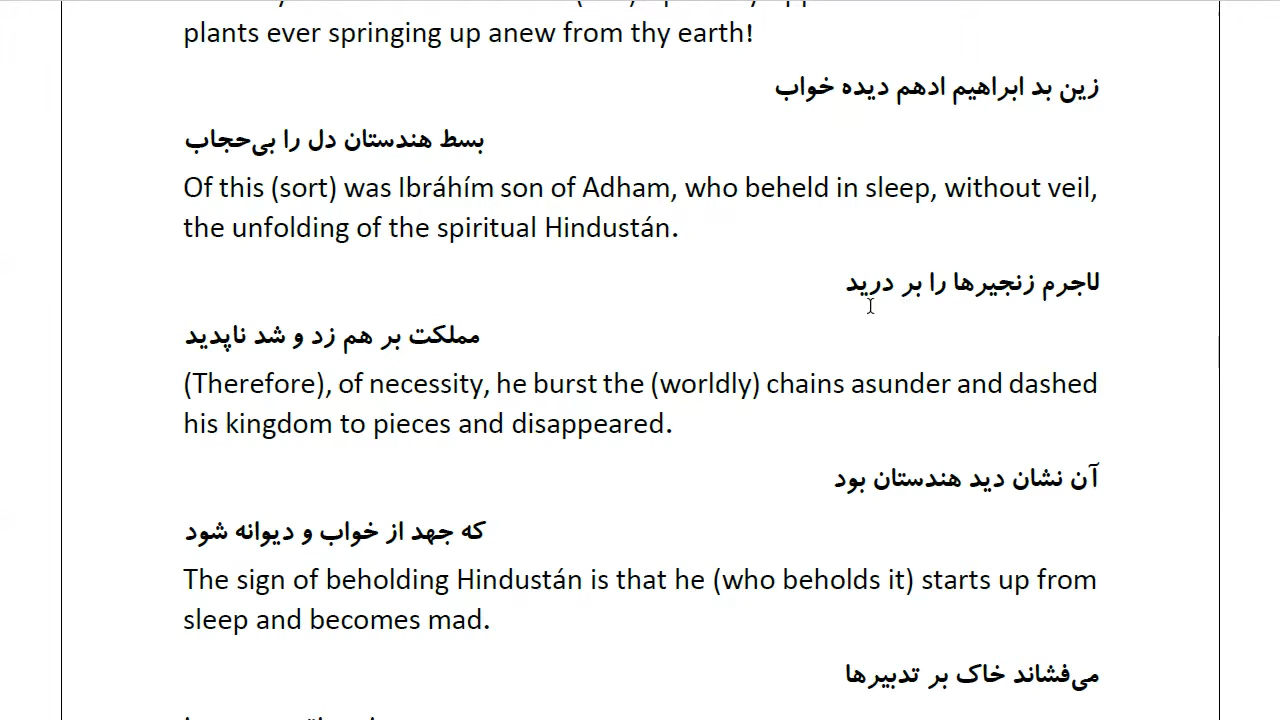 plants ever springing up anew from thy earth!
زین بد ابراهیم ادهم دیده خواب
بسط هندستان دل را بی‌حجاب
Of this (sort) was Ibráhím son of Adham, who beheld in sleep, without veil,
the unfolding of the spiritual Hindustán.
لاجرم زنجیرها را بر درید
مملکت بر هم زد و شد ناپدید
(Therefore), of necessity, he burst the (worldly) chains asunder and dashed
his kingdom to pieces and disappeared.
آن نشان دید هندستان بود
که جهد از خواب و دیوانه شود
The sign of beholding Hindustán is that he (who beholds it) starts up from
sleep and becomes mad.
می‌فشاند خاک بر تدبیرها